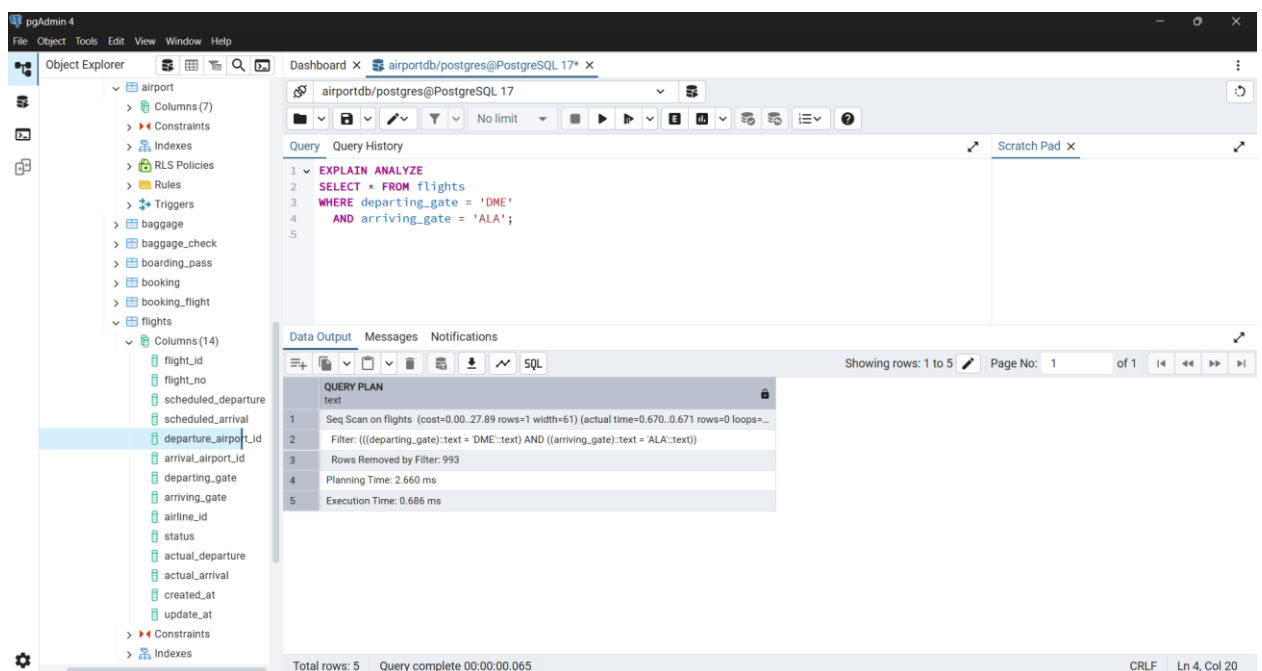 pgAdmin 4
File Object Tools Edit View Window Help
Object Explorer
Dashboard airportdb/postgres@PostgreSQL 17*
airportdb/postgres@PostgreSQL 17
No limit
Query Query History
Scratch Pad
1 EXPLAIN ANALYZE
2 SELECT * FROM flights
3 WHERE departing_gate = 'DME'
4 AND arriving_gate = 'ALA';
5
airport
Columns (7)
Constraints
Indexes
RLS Policies
Rules
Triggers
baggage
baggage_check
boarding_pass
booking
booking_flight
flights
Columns (14)
flight_id
flight_no
scheduled_departure
scheduled_arrival
departure_airport_id
arrival_airport_id
departing_gate
arriving_gate
airline_id
status
actual_departure
actual_arrival
created_at
update_at
Constraints
Indexes
Data Output Messages Notifications
SQL
Showing rows: 1 to 5 Page No: 1 of 1
QUERY PLAN
text
1 Seq Scan on flights (cost=0.00..27.89 rows=1 width=61) (actual time=0.670..0.671 rows=0 loops=...
2 Filter: (((departing_gate)::text = 'DME'::text) AND ((arriving_gate)::text = 'ALA'::text))
3 Rows Removed by Filter: 993
4 Planning Time: 2.660 ms
5 Execution Time: 0.686 ms
Total rows: 5 Query complete 00:00:00.065 CRLF Ln 4, Col 20